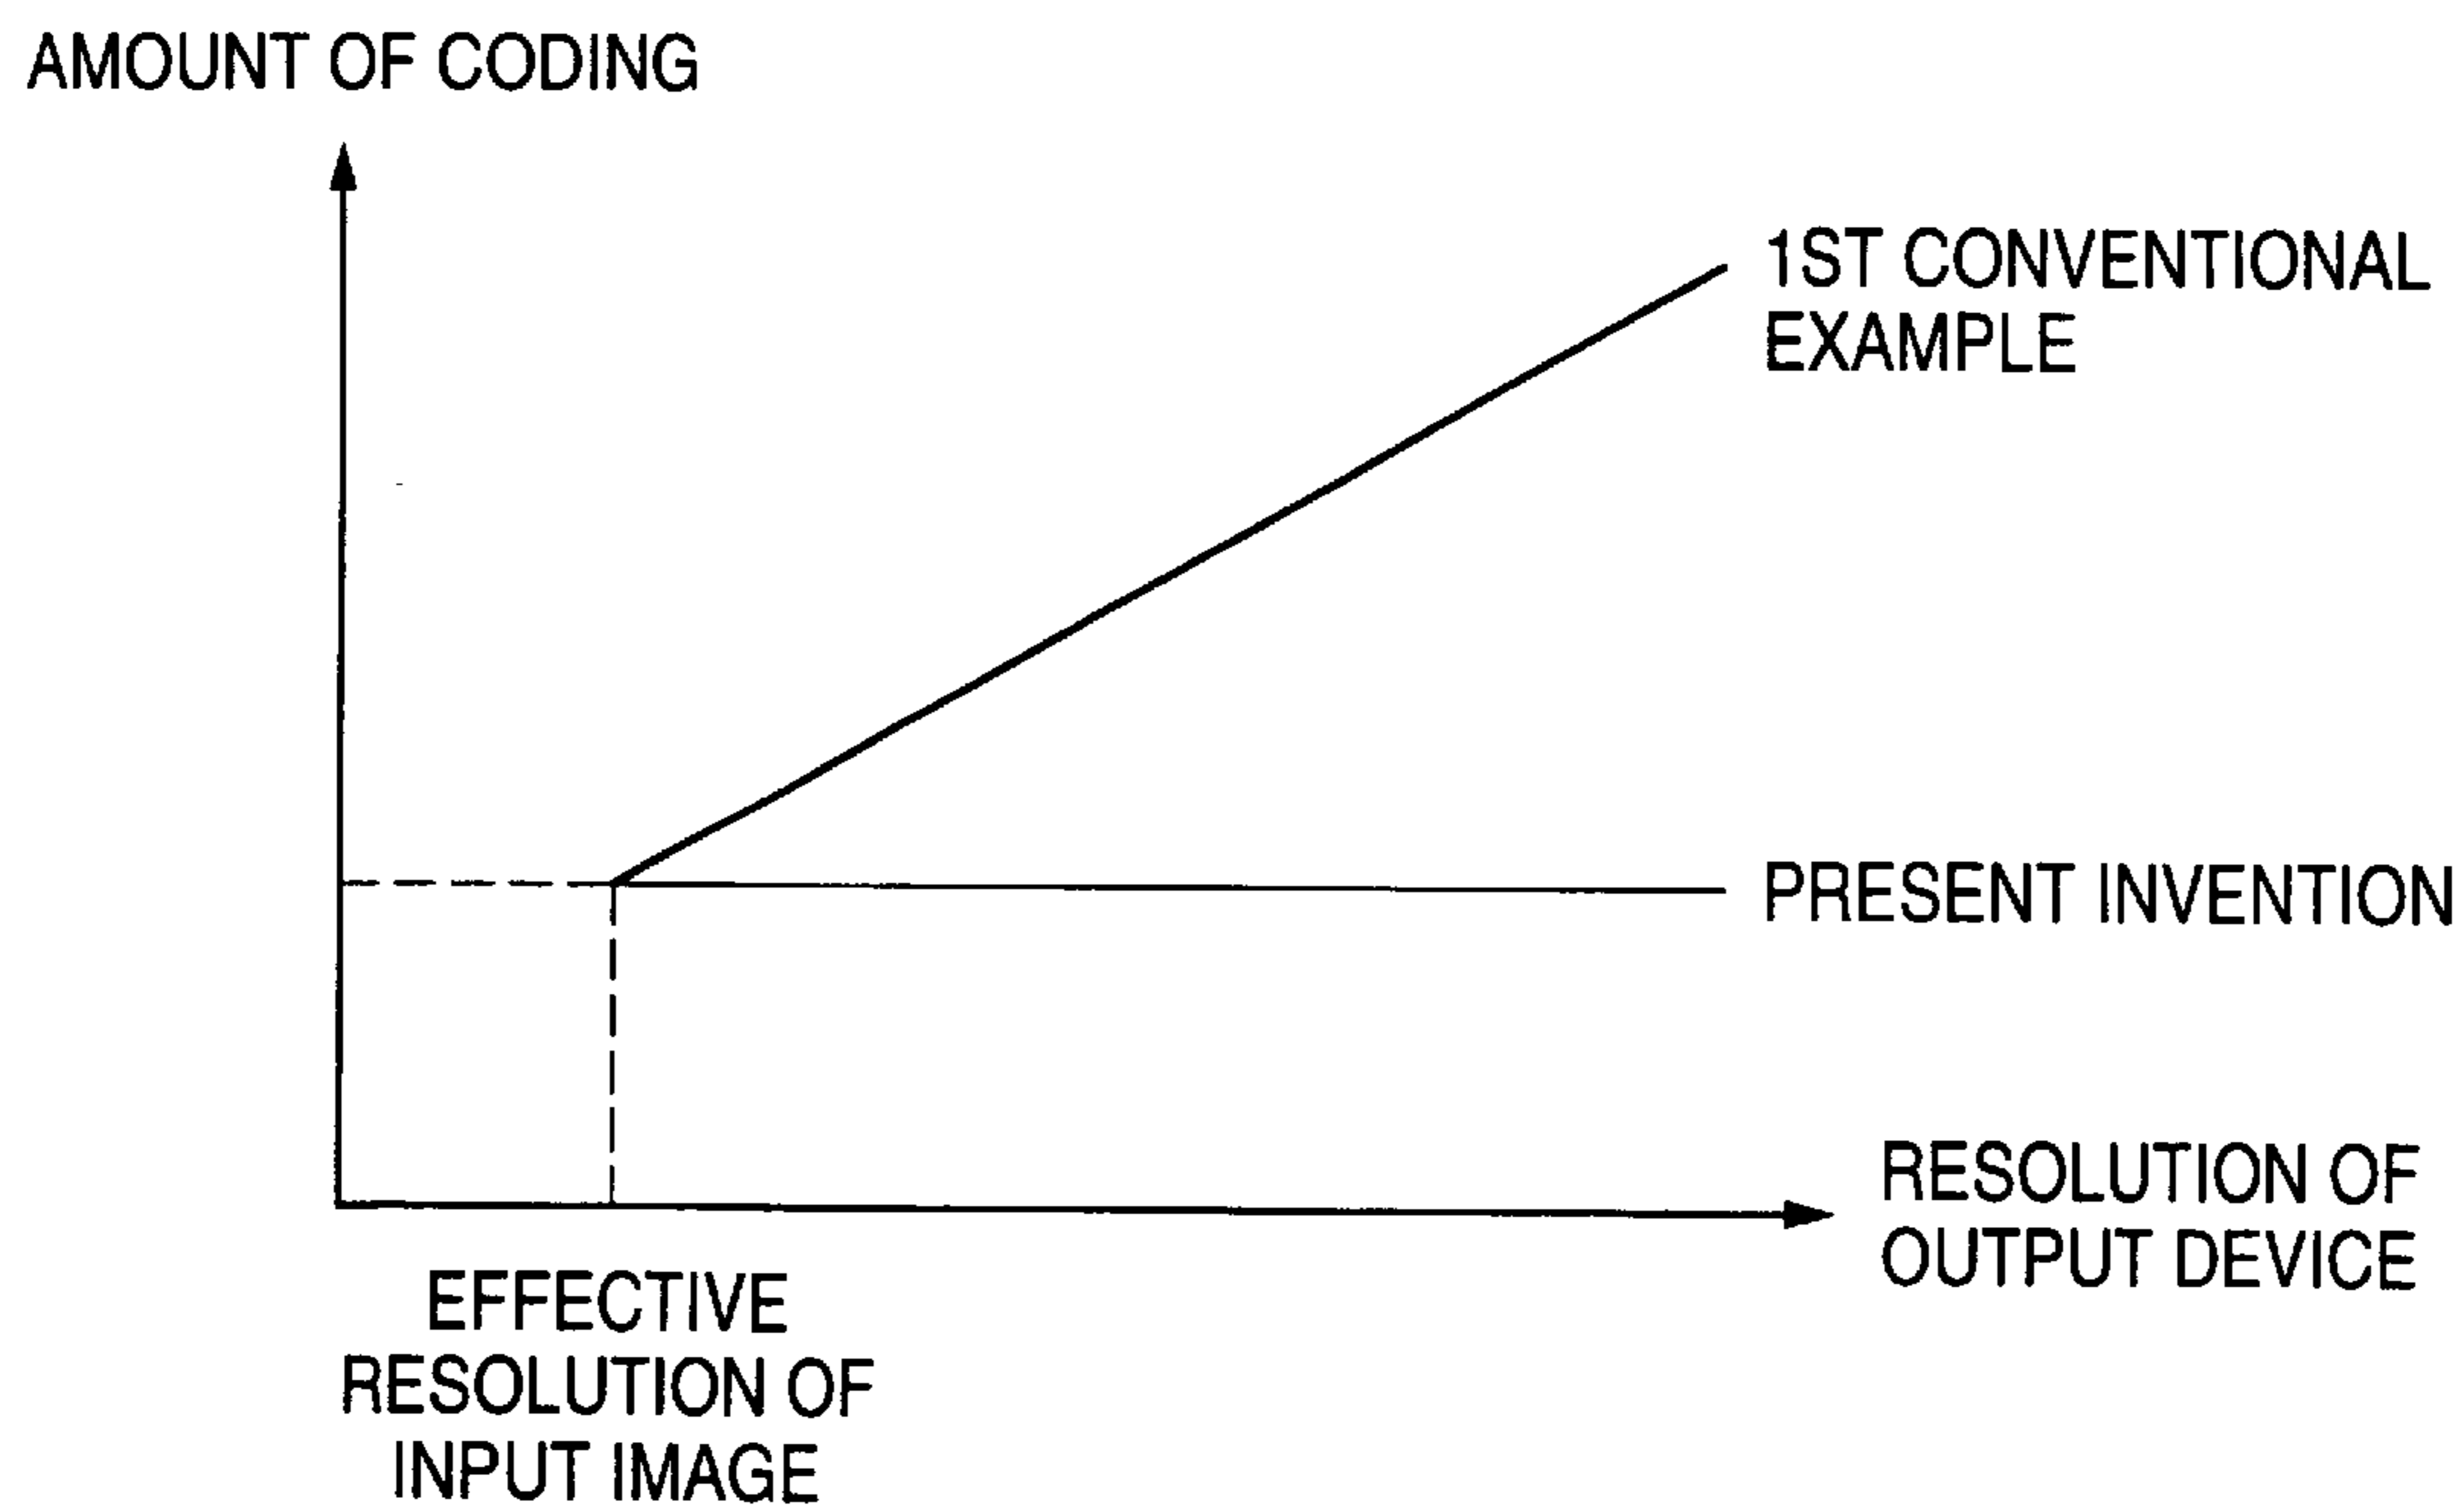 AMOUNT OF CODING
1ST CONVENTIONAL
EXAMPLE
PRESENT INVENTION
RESOLUTION OF
OUTPUT DEVICE
EFFECTIVE
RESOLUTION OF
INPUT IMAGE